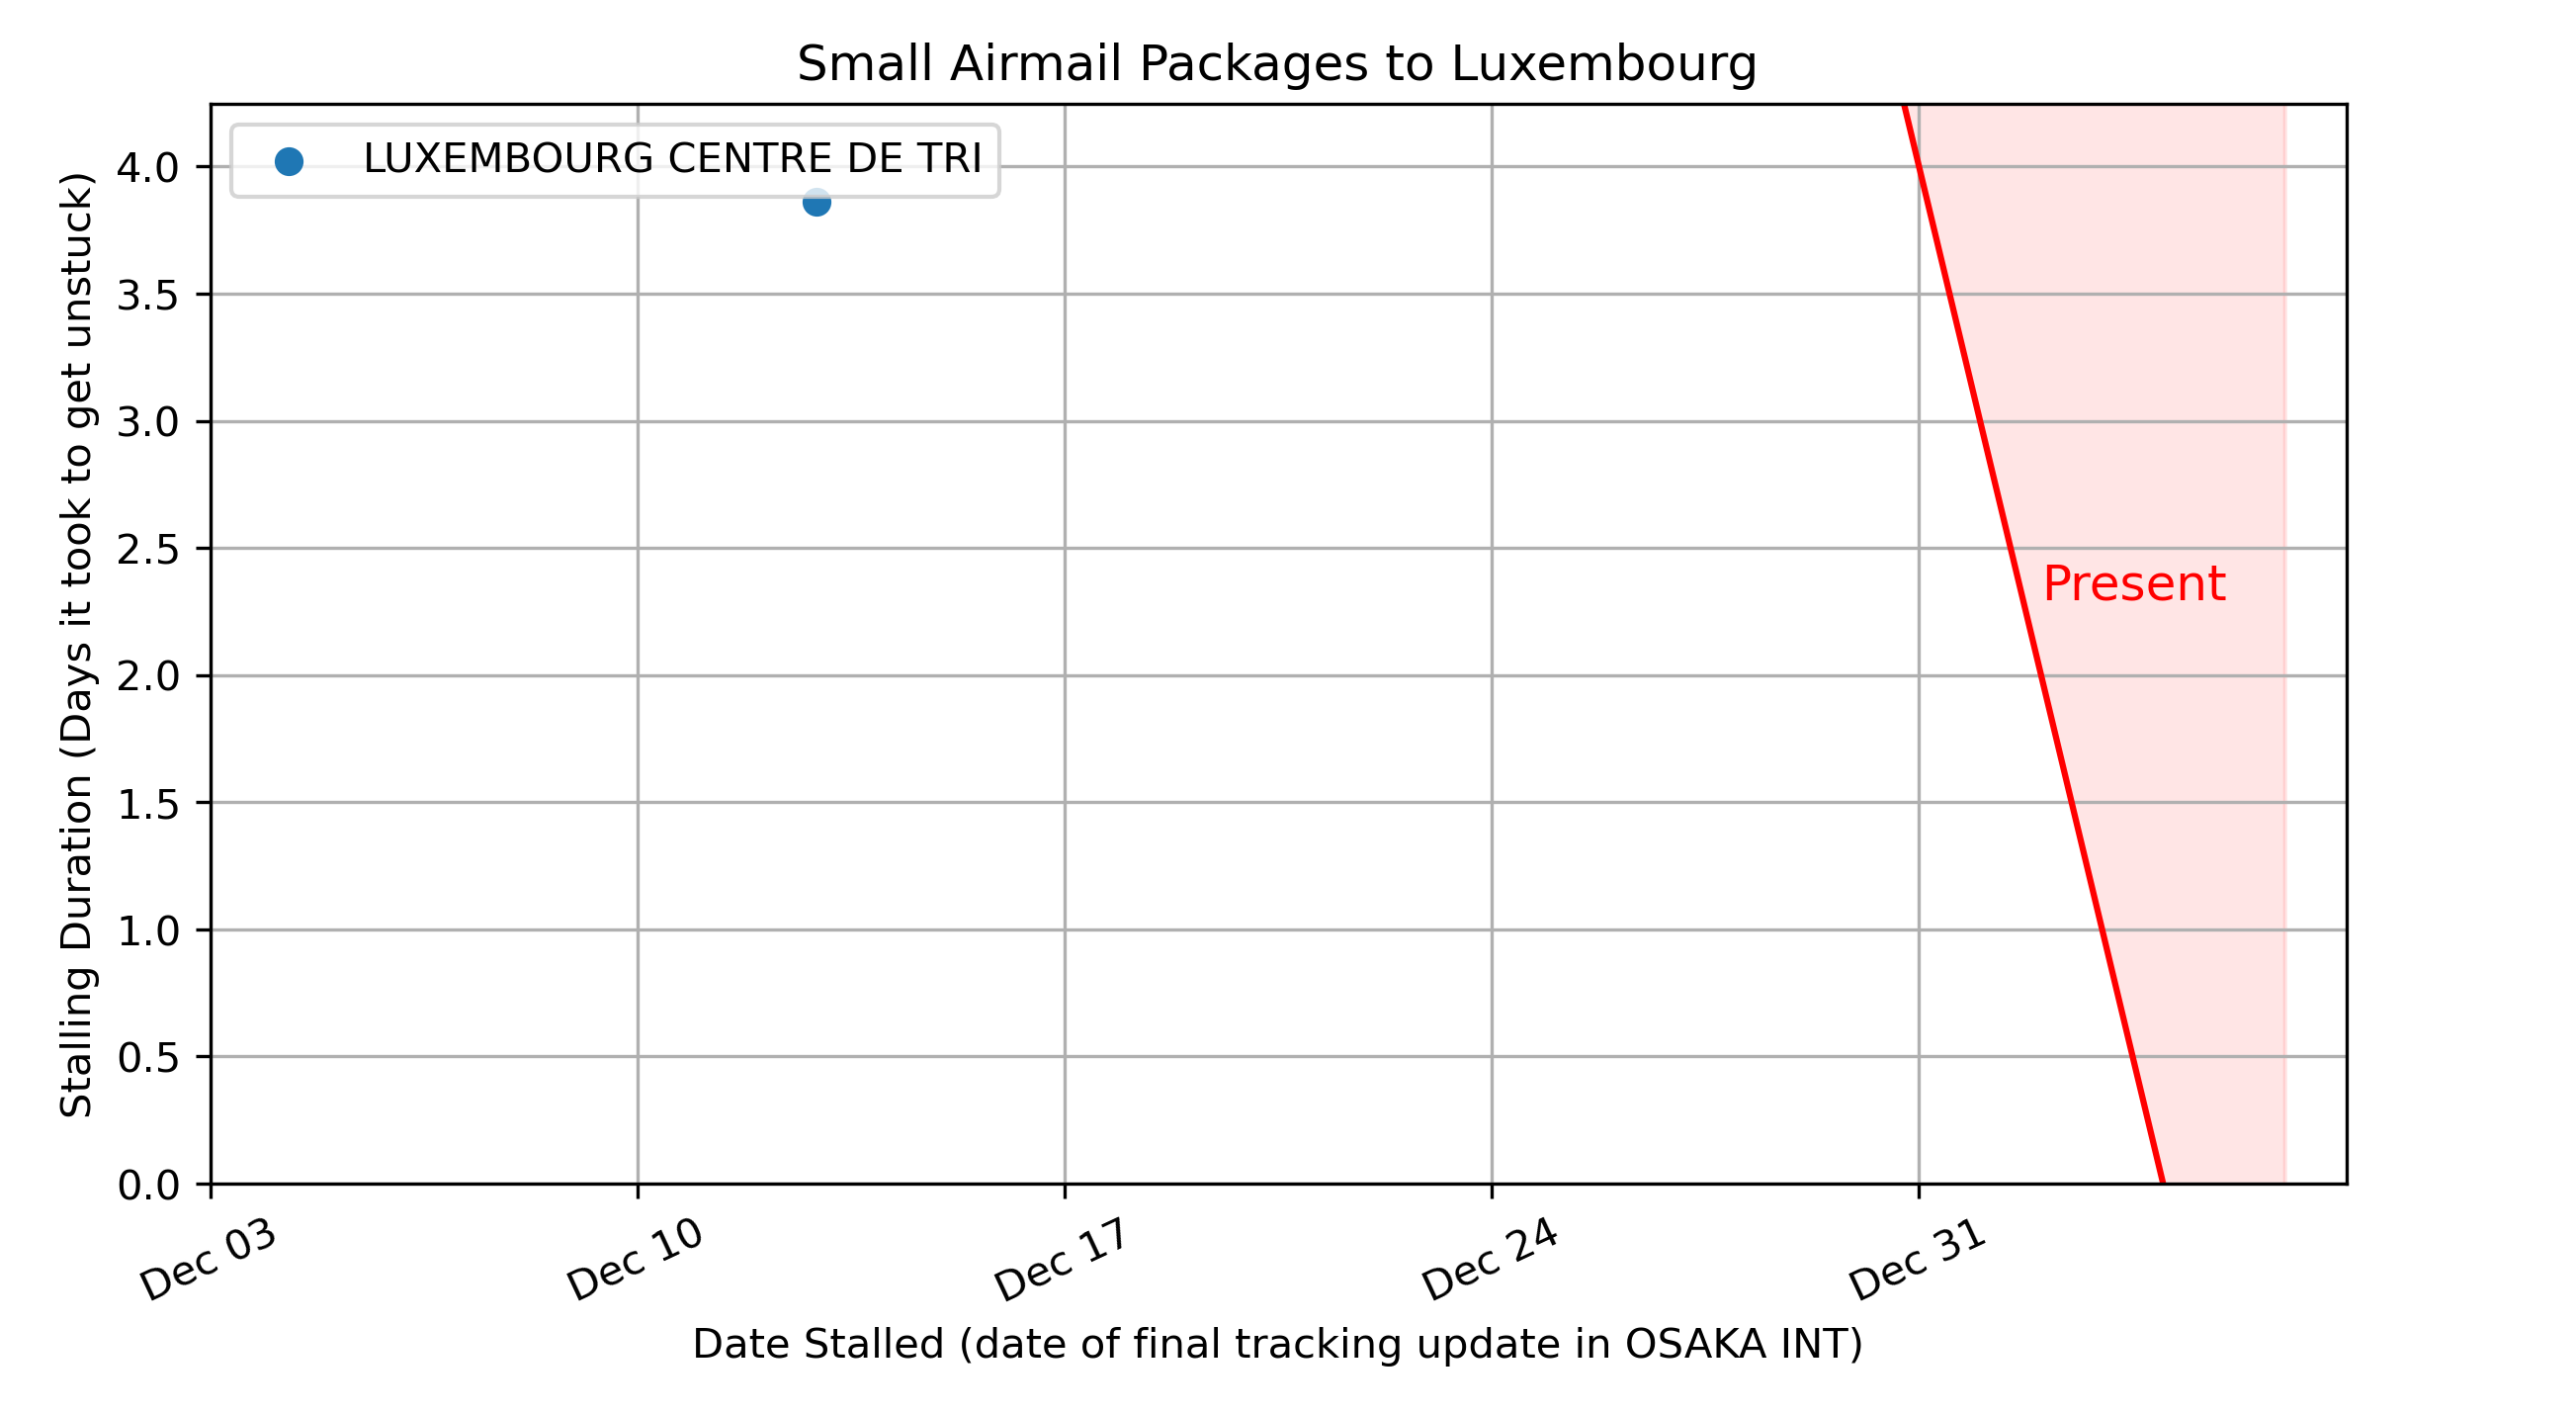 Small Airmail Packages to Luxembourg
LUXEMBOURG CENTRE DE TRI
Stalling Duration (Days it took to get unstuck)
4.0
3.5
3.0
2.5
2.0
1.5
1.0
0.5
0.0
Present
Dec 03
Dec 10
Dec 17
Dec 24
Dec 31
Date Stalled (date of final tracking update in OSAKA INT)